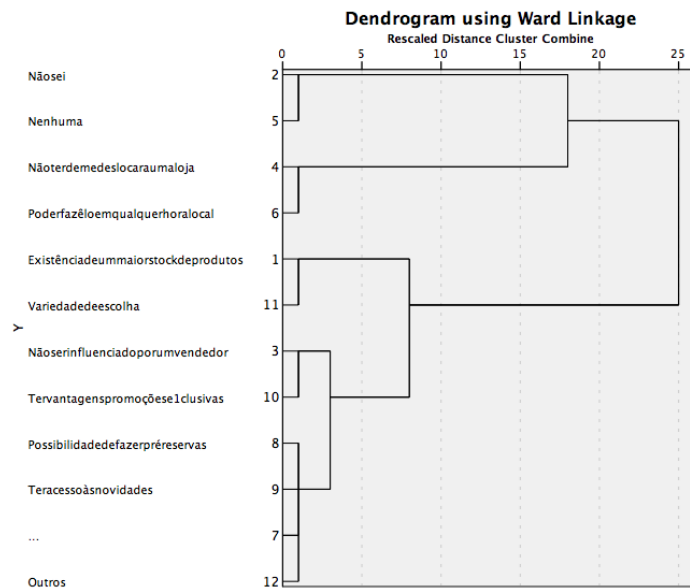 Dendrogram using Ward Linkage
Rescaled Distance Cluster Combine
0 5 10 15 20 25
Nãosei 2
Nenhuma 5
Nãoterdemedeslocaraumaloja 4
Poderfazêloemqualquerhoralocal 6
Existênciadeummaiorstockdeprodutos 1
Variedadedeescolha 11
Y
Nãoserinfluenciadoporumvendedor 3
Tervantagenspromoçõese1clusivas 10
Possibilidadedefazerpréreservas 8
Teracessoàsnovidades 9
... 7
Outros 12